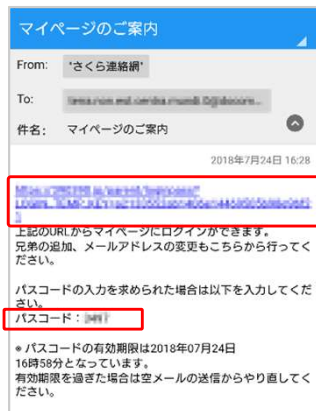 マイページのご案内
From: "さくら連絡網"
To:
件名: マイページのご案内
2018年7月24日 16:28
上記のURLからマイページにログインができます。
兄弟の追加、メールアドレスの変更もこちらから行ってく
ださい。
パスコードの入力を求められた場合は以下を入力してくだ
さい。
パスコード：
※ パスコードの有効期限は2018年07月24日
16時58分となっています。
有効期限を過ぎた場合は空メールの送信からやり直してく
ださい。